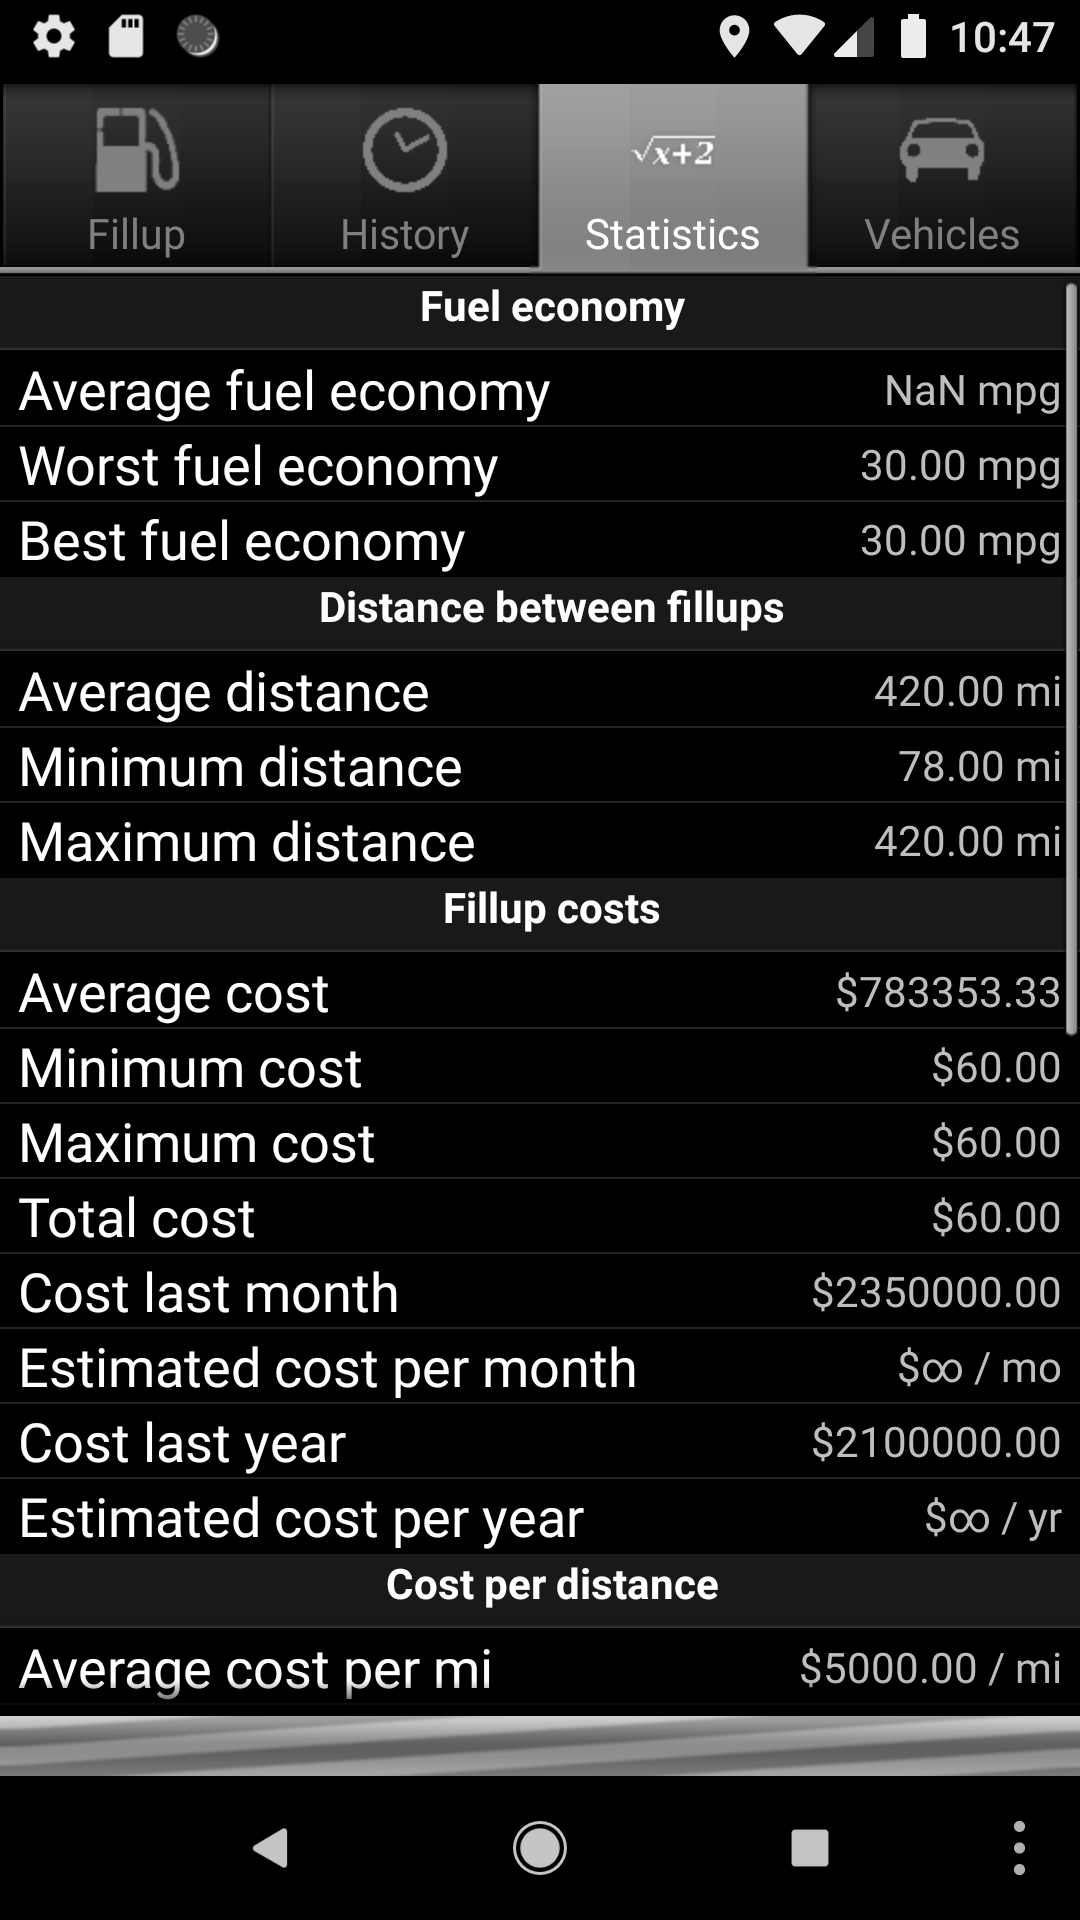 10:47
√x+2
Fillup History Statistics Vehicles
Fuel economy
Average fuel economy NaN mpg
Worst fuel economy 30.00 mpg
Best fuel economy 30.00 mpg
Distance between fillups
Average distance 420.00 mi
Minimum distance 78.00 mi
Maximum distance 420.00 mi
Fillup costs
Average cost $783353.33
Minimum cost $60.00
Maximum cost $60.00
Total cost $60.00
Cost last month $2350000.00
Estimated cost per month $∞ / mo
Cost last year $2100000.00
Estimated cost per year $∞ / yr
Cost per distance
Average cost per mi $5000.00 / mi